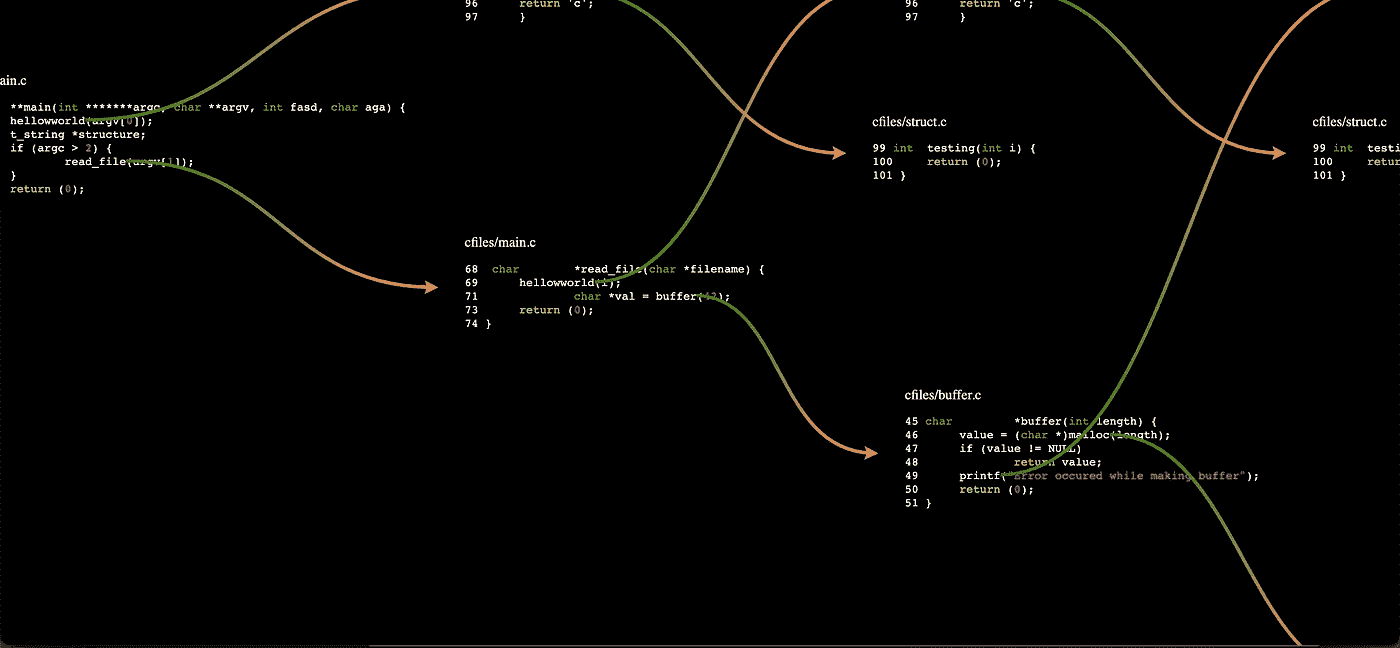 96 return 'c';
97 }
96 return 'c';
97 }
ain.c
**main(int *******argc, char **argv, int fasd, char aga) {
hellowworld(argv[0]);
t_string *structure;
if (argc > 2) {
read_file(argv[1]);
}
return (0);
cfiles/struct.c
99 int testing(int i) {
100 return (0);
101 }
cfiles/struct.c
99 int testi
100 retur
101 }
cfiles/main.c
68 char *read_file(char *filename) {
69 hellowworld(1);
71 char *val = buffer(12);
73 return (0);
74 }
cfiles/buffer.c
45 char *buffer(int length) {
46 value = (char *)malloc(length);
47 if (value != NULL)
48 return value;
49 printf("Error occured while making buffer");
50 return (0);
51 }